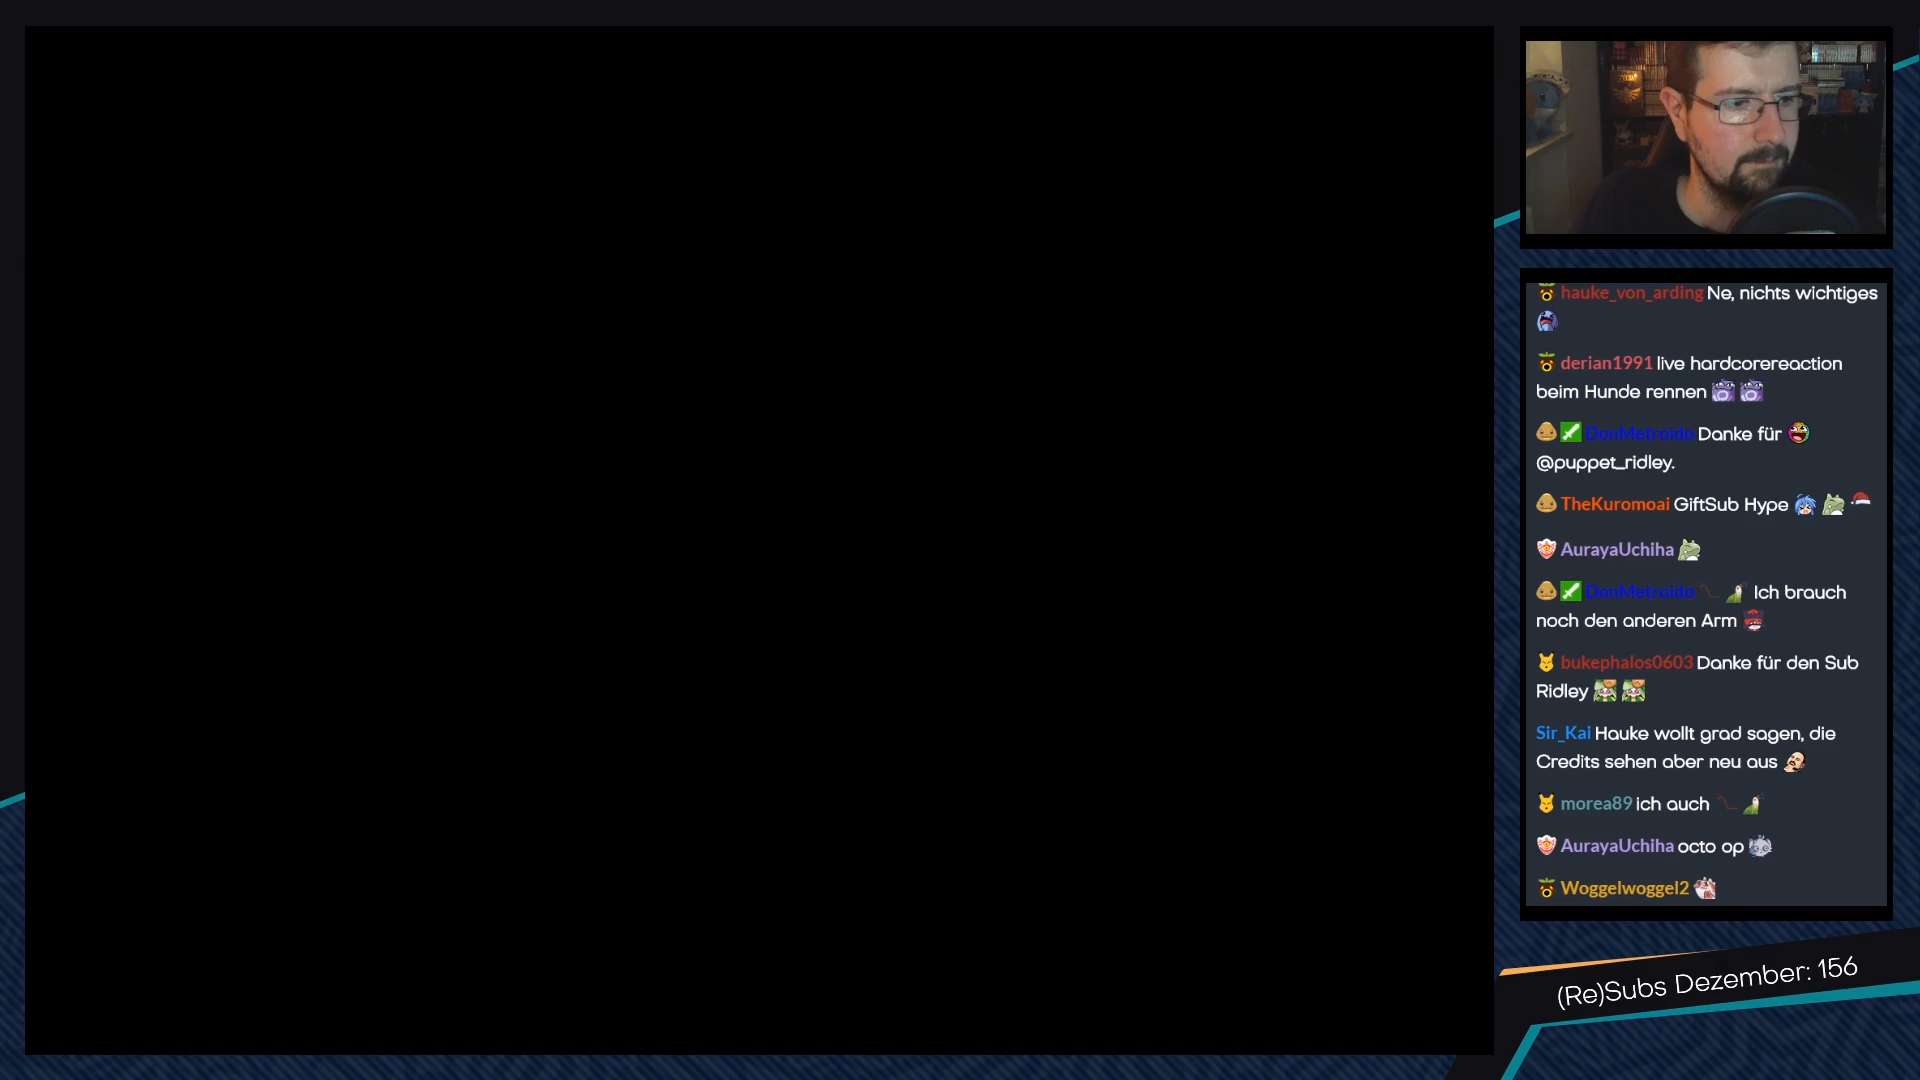 hauke_von_arding Ne, nichts wichtiges
derian1991 live hardcorereaction
beim Hunde rennen
DonMetroido Danke für
@puppet_ridley.
TheKuromoai GiftSub Hype
AurayaUchiha
DonMetroido Ich brauch
noch den anderen Arm
bukephalos0603 Danke für den Sub
Ridley
Sir_Kai Hauke wollt grad sagen, die
Credits sehen aber neu aus
morea89 ich auch
AurayaUchiha octo op
Woggelwoggel2
(Re)Subs Dezember: 156